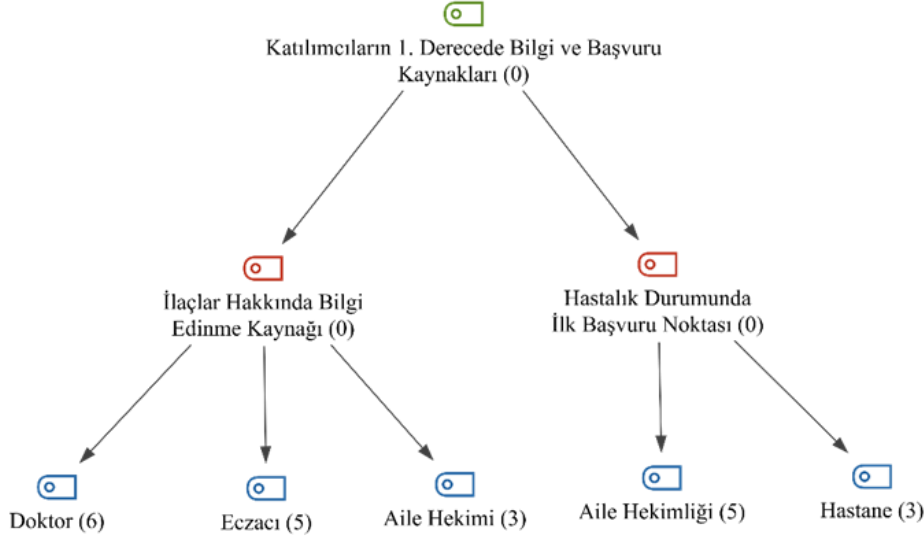 Katılımcıların 1. Derecede Bilgi ve Başvuru
Kaynakları (0)
İlaçlar Hakkında Bilgi
Edinme Kaynağı (0)
Hastalık Durumunda
İlk Başvuru Noktası (0)
Doktor (6)
Eczacı (5)
Aile Hekimi (3)
Aile Hekimliği (5)
Hastane (3)